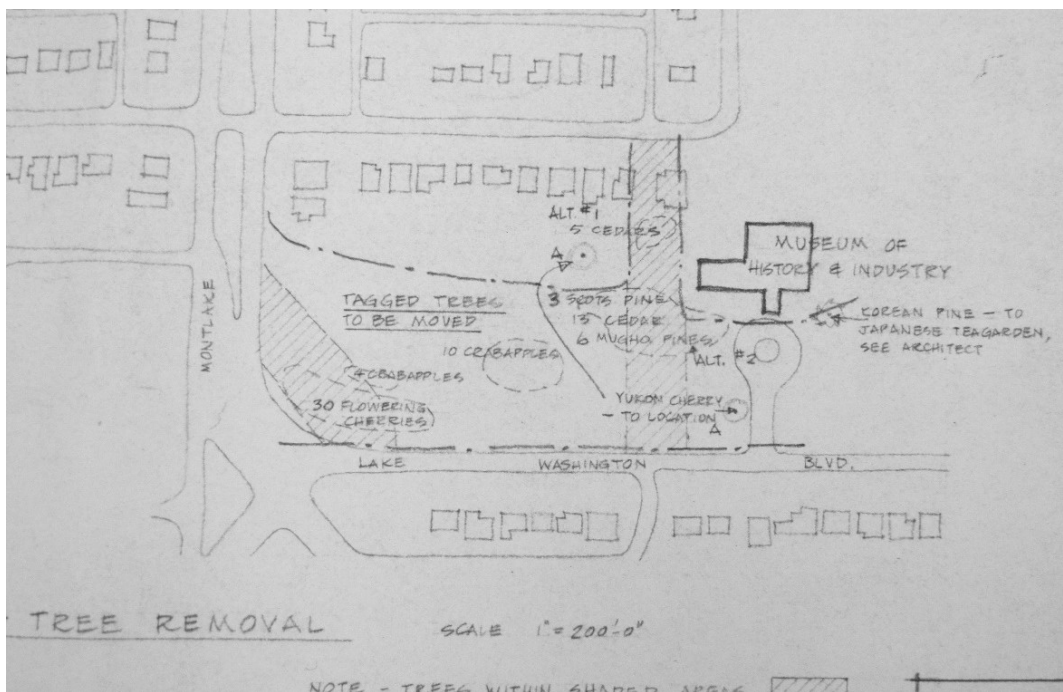 ALT. #1
5 CEDARS
A
MUSEUM OF
HISTORY & INDUSTRY
TAGGED TREES
TO BE MOVED
3 SCOTS PINE
13 CEDAR
6 MUGHO PINES
KOREAN PINE – TO
JAPANESE TEAGARDEN,
SEE ARCHITECT
MONTLAKE
10 CRABAPPLES
ALT. #2
4 CRABAPPLES
30 FLOWERING
CHERRIES
YUKON CHERRY
– TO LOCATION
A
LAKE WASHINGTON BLVD.
TREE REMOVAL
SCALE 1" = 200'-0"
NOTE – TREES WITHIN SHADED AREAS